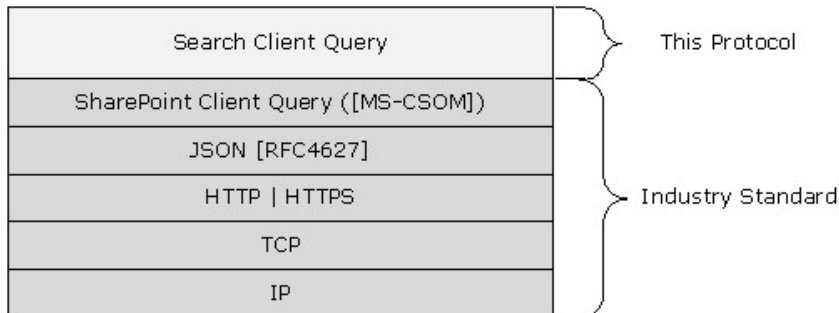 Search Client Query
This Protocol
SharePoint Client Query ([MS-CSOM])
JSON [RFC4627]
HTTP | HTTPS
Industry Standard
TCP
IP